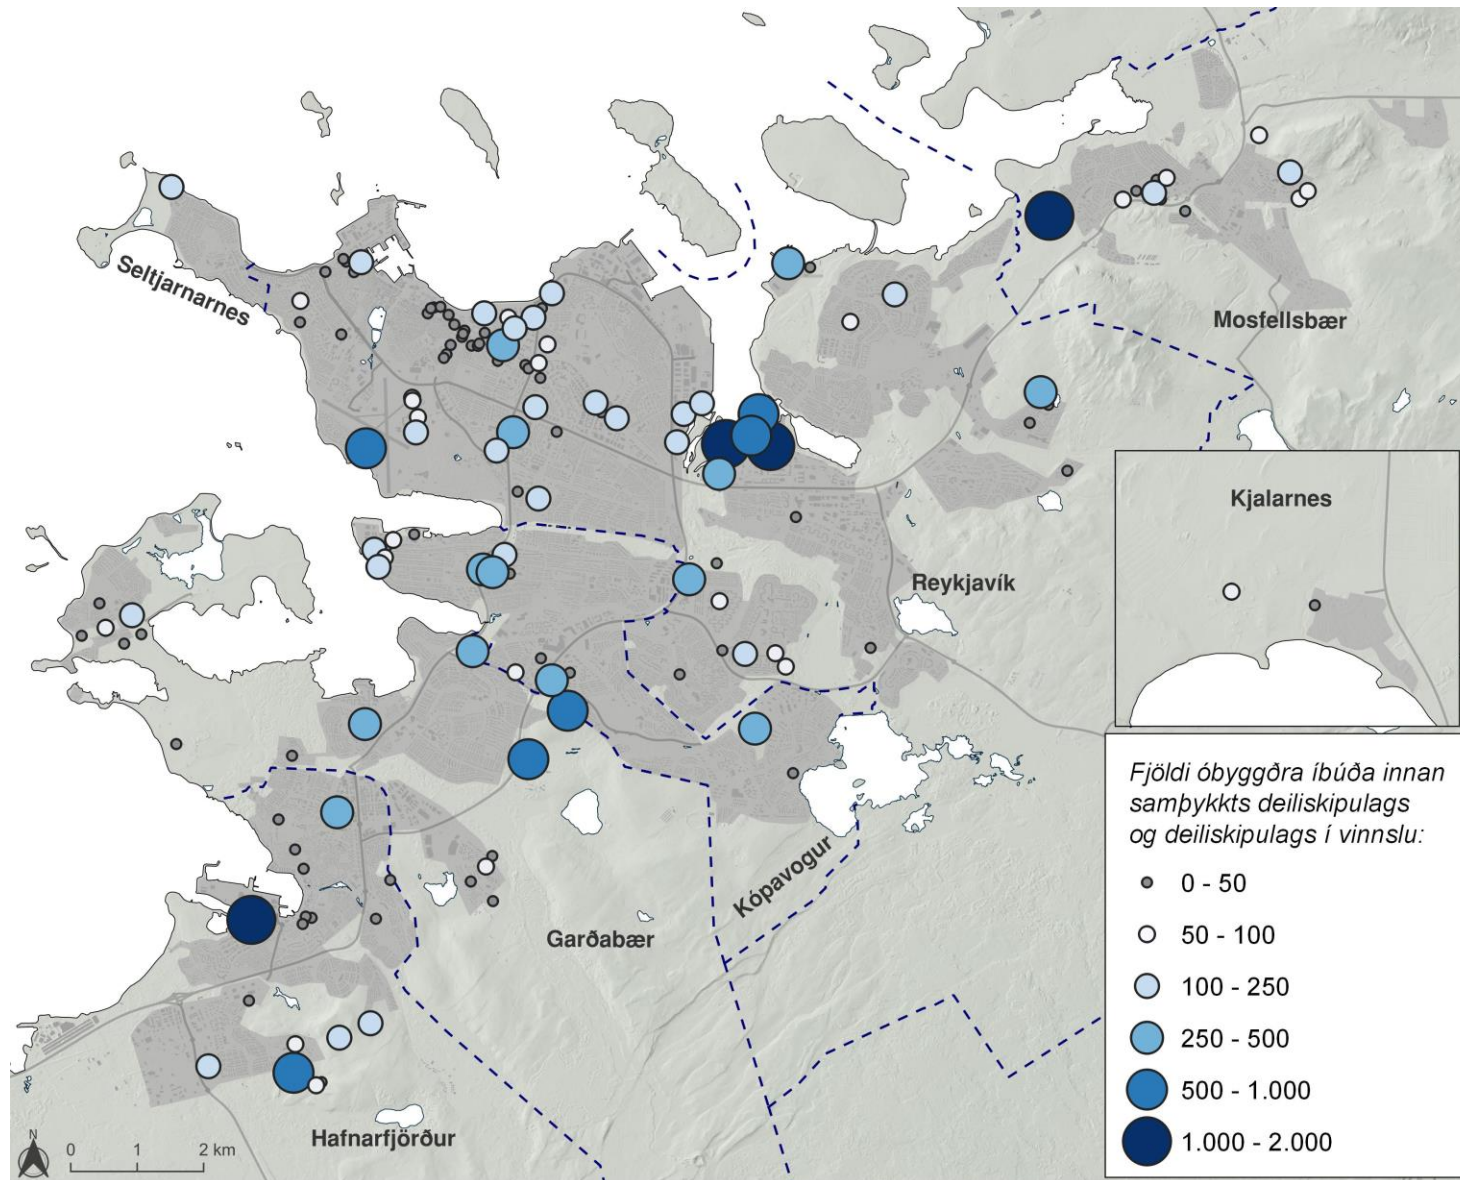 Seltjarnarnes
Mosfellsbær
Kjalarnes
Reykjavík
Fjöldi óbyggðra íbúða innan
samþykkts deiliskipulags
og deiliskipulags í vinnslu:
0 - 50
50 - 100
100 - 250
250 - 500
500 - 1.000
1.000 - 2.000
Kópavogur
Garðabær
Hafnarfjörður
N
0 1 2 km